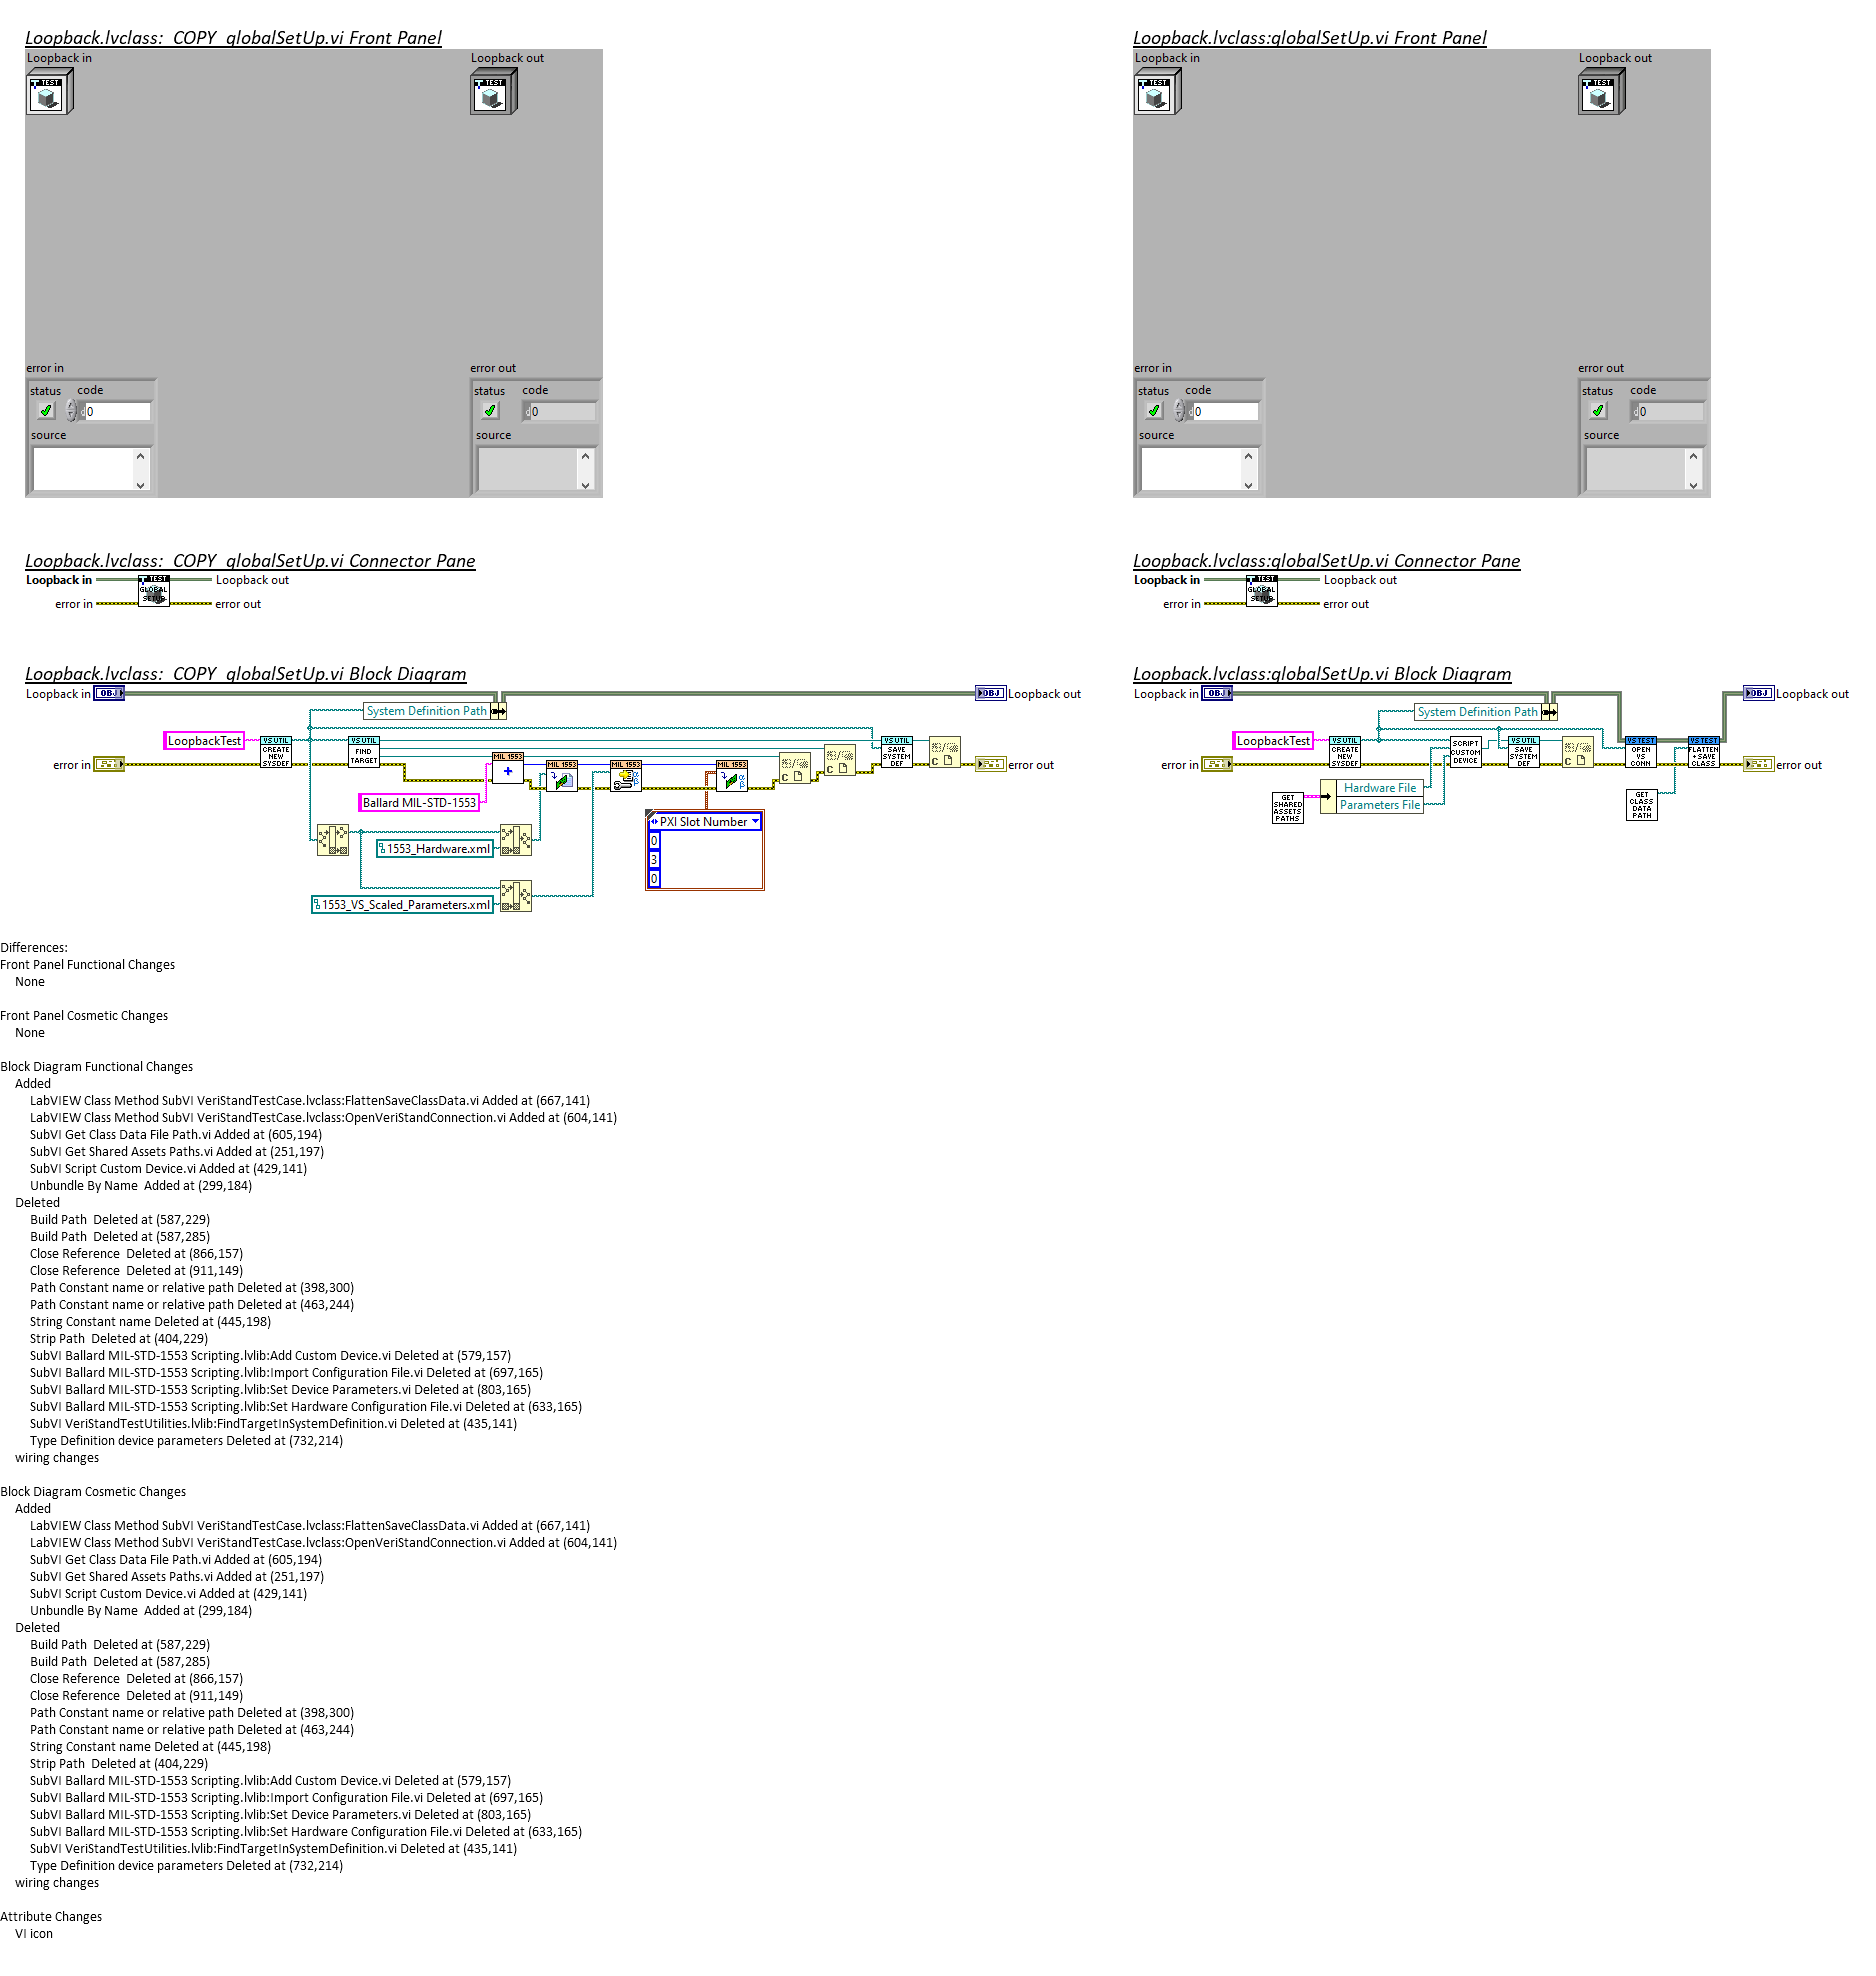 Loopback.lvclass:  COPY  globalSetUp.vi Front Panel
Loopback in
Loopback out
TEST
TEST
error in
error out
status
code
status
code
0
0
source
source
Loopback.lvclass:globalSetUp.vi Front Panel
Loopback in
Loopback out
TEST
TEST
error in
error out
status
code
status
code
0
0
source
source
Loopback.lvclass:  COPY  globalSetUp.vi Connector Pane
Loopback in
Loopback out
TEST
GLOBAL
SETUP
error in
error out
Loopback.lvclass:globalSetUp.vi Connector Pane
Loopback in
Loopback out
TEST
GLOBAL
SETUP
error in
error out
Loopback.lvclass:  COPY  globalSetUp.vi Block Diagram
Loopback in
OBJ
OBJ
Loopback out
System Definition Path
LoopbackTest
VS UTIL
CREATE
NEW
SYSDEF
VS UTIL
FIND
TARGET
MIL 1553
MIL 1553
MIL 1553
MIL 1553
C
C
VS UTIL
SAVE
SYSTEM
DEF
C
error in
error out
Ballard MIL-STD-1553
1553_Hardware.xml
1553_VS_Scaled_Parameters.xml
PXI Slot Number
0
3
0
Loopback.lvclass:globalSetUp.vi Block Diagram
Loopback in
OBJ
OBJ
Loopback out
System Definition Path
LoopbackTest
VS UTIL
CREATE
NEW
SYSDEF
SCRIPT
CUSTOM
DEVICE
VS UTIL
SAVE
SYSTEM
DEF
C
VS TEST
OPEN
VS
CONN
VS TEST
FLATTEN
+ SAVE
CLASS
error in
error out
GET
SHARED
ASSETS
PATHS
Hardware File
Parameters File
GET
CLASS
DATA
PATH
Differences:
Front Panel Functional Changes
None
Front Panel Cosmetic Changes
None
Block Diagram Functional Changes
Added
LabVIEW Class Method SubVI VeriStandTestCase.lvclass:FlattenSaveClassData.vi Added at (667,141)
LabVIEW Class Method SubVI VeriStandTestCase.lvclass:OpenVeriStandConnection.vi Added at (604,141)
SubVI Get Class Data File Path.vi Added at (605,194)
SubVI Get Shared Assets Paths.vi Added at (251,197)
SubVI Script Custom Device.vi Added at (429,141)
Unbundle By Name  Added at (299,184)
Deleted
Build Path  Deleted at (587,229)
Build Path  Deleted at (587,285)
Close Reference  Deleted at (866,157)
Close Reference  Deleted at (911,149)
Path Constant name or relative path Deleted at (398,300)
Path Constant name or relative path Deleted at (463,244)
String Constant name Deleted at (445,198)
Strip Path  Deleted at (404,229)
SubVI Ballard MIL-STD-1553 Scripting.lvlib:Add Custom Device.vi Deleted at (579,157)
SubVI Ballard MIL-STD-1553 Scripting.lvlib:Import Configuration File.vi Deleted at (697,165)
SubVI Ballard MIL-STD-1553 Scripting.lvlib:Set Device Parameters.vi Deleted at (803,165)
SubVI Ballard MIL-STD-1553 Scripting.lvlib:Set Hardware Configuration File.vi Deleted at (633,165)
SubVI VeriStandTestUtilities.lvlib:FindTargetInSystemDefinition.vi Deleted at (435,141)
Type Definition device parameters Deleted at (732,214)
wiring changes
Block Diagram Cosmetic Changes
Added
LabVIEW Class Method SubVI VeriStandTestCase.lvclass:FlattenSaveClassData.vi Added at (667,141)
LabVIEW Class Method SubVI VeriStandTestCase.lvclass:OpenVeriStandConnection.vi Added at (604,141)
SubVI Get Class Data File Path.vi Added at (605,194)
SubVI Get Shared Assets Paths.vi Added at (251,197)
SubVI Script Custom Device.vi Added at (429,141)
Unbundle By Name  Added at (299,184)
Deleted
Build Path  Deleted at (587,229)
Build Path  Deleted at (587,285)
Close Reference  Deleted at (866,157)
Close Reference  Deleted at (911,149)
Path Constant name or relative path Deleted at (398,300)
Path Constant name or relative path Deleted at (463,244)
String Constant name Deleted at (445,198)
Strip Path  Deleted at (404,229)
SubVI Ballard MIL-STD-1553 Scripting.lvlib:Add Custom Device.vi Deleted at (579,157)
SubVI Ballard MIL-STD-1553 Scripting.lvlib:Import Configuration File.vi Deleted at (697,165)
SubVI Ballard MIL-STD-1553 Scripting.lvlib:Set Device Parameters.vi Deleted at (803,165)
SubVI Ballard MIL-STD-1553 Scripting.lvlib:Set Hardware Configuration File.vi Deleted at (633,165)
SubVI VeriStandTestUtilities.lvlib:FindTargetInSystemDefinition.vi Deleted at (435,141)
Type Definition device parameters Deleted at (732,214)
wiring changes
Attribute Changes
VI icon